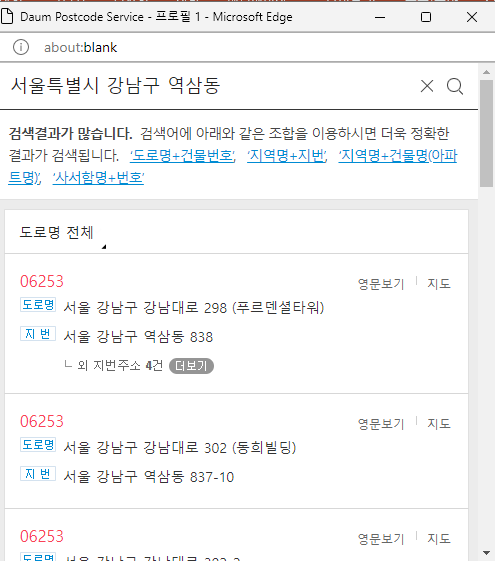 Daum Postcode Service - 프로필 1 - Microsoft Edge
about:blank
서울특별시 강남구 역삼동
검색결과가 많습니다. 검색어에 아래와 같은 조합을 이용하시면 더욱 정확한
결과가 검색됩니다. '도로명+건물번호', '지역명+지번', '지역명+건물명(아파
트명)', '사서함명+번호'
도로명 전체
06253 영문보기 지도
도로명 서울 강남구 강남대로 298 (푸르덴셜타워)
지 번 서울 강남구 역삼동 838
└ 외 지번주소 4건 더보기
06253 영문보기 지도
도로명 서울 강남구 강남대로 302 (동희빌딩)
지 번 서울 강남구 역삼동 837-10
06253 영문보기 지도
도로명 서울 강남구 강남대로